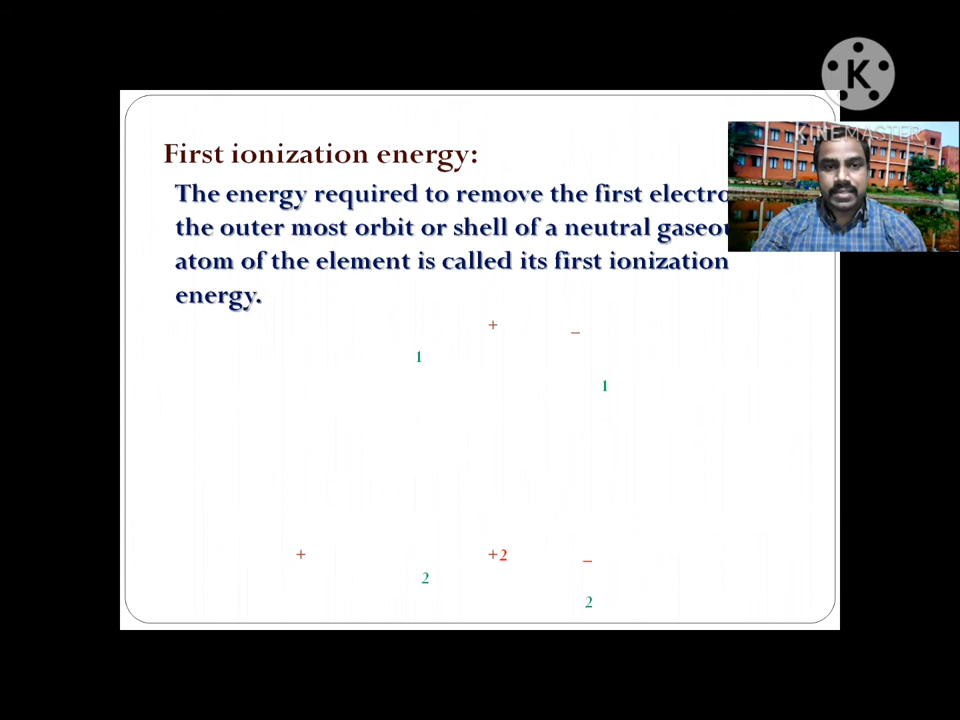 K
KINEMASTER
First ionization energy:
The energy required to remove the first electro
the outer most orbit or shell of a neutral gaseou
atom of the element is called its first ionization
energy.
+ –
1
1
+ +2 –
2
2